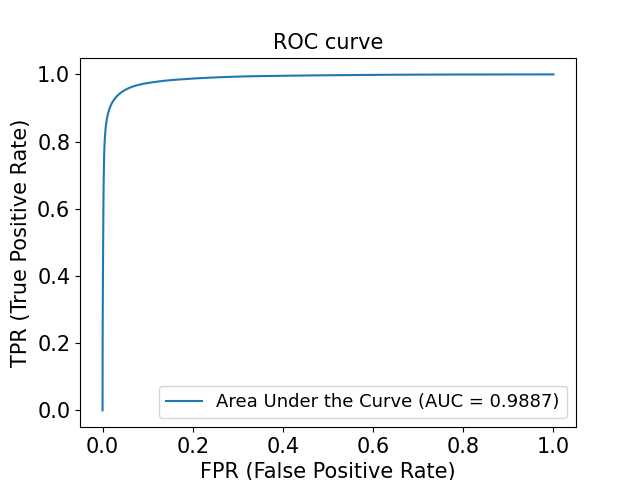 ROC curve
TPR (True Positive Rate)
1.0
0.8
0.6
0.4
0.2
0.0
Area Under the Curve (AUC = 0.9887)
0.0 0.2 0.4 0.6 0.8 1.0
FPR (False Positive Rate)